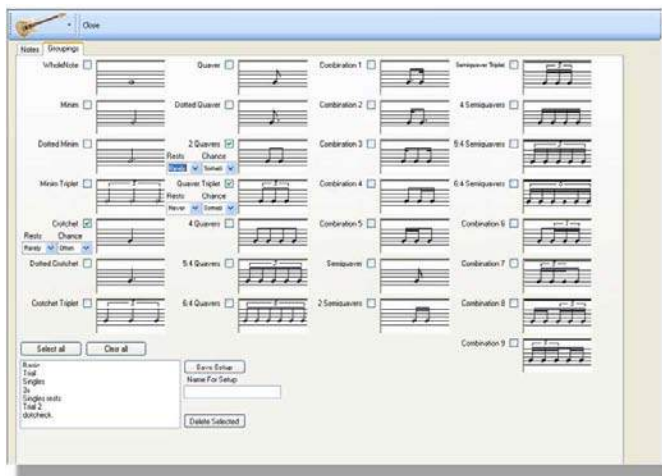 Close
Notes Groupings
WholeNote
Minim
Dotted Minim
Minim Triplet
Crotchet
Rests Chance
Rarely Often
Dotted Crotchet
Crotchet Triplet
Quaver
Dotted Quaver
2 Quavers
Rests Chance
Rarely Someti
Quaver Triplet
Rests Chance
Never Someti
4 Quavers
5:4 Quavers
6:4 Quavers
Combination 1
Combination 2
Combination 3
Combination 4
Combination 5
Semiquaver
2 Semiquavers
Semiquaver Triplet
4 Semiquavers
5:4 Semiquavers
6:4 Semiquavers
Combination 6
Combination 7
Combination 8
Combination 9
Select all Clear all
Basic
Trial
Singles
3s
Singles rests
Trial 2
dotcheck
Save Setup
Name For Setup
Delete Selected